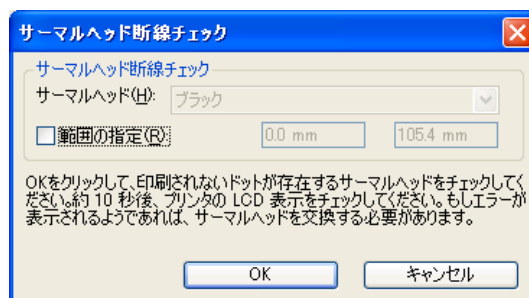 サーマルヘッド断線チェック
サーマルヘッド断線チェック
サーマルヘッド(H): ブラック
範囲の指定(R): 0.0 mm 105.4 mm
OKをクリックして、印刷されないドットが存在するサーマルヘッドをチェックしてく
ださい。約 10 秒後、プリンタの LCD 表示をチェックしてください。もしエラーが
表示されるようであれば、サーマルヘッドを交換する必要があります。
OK キャンセル